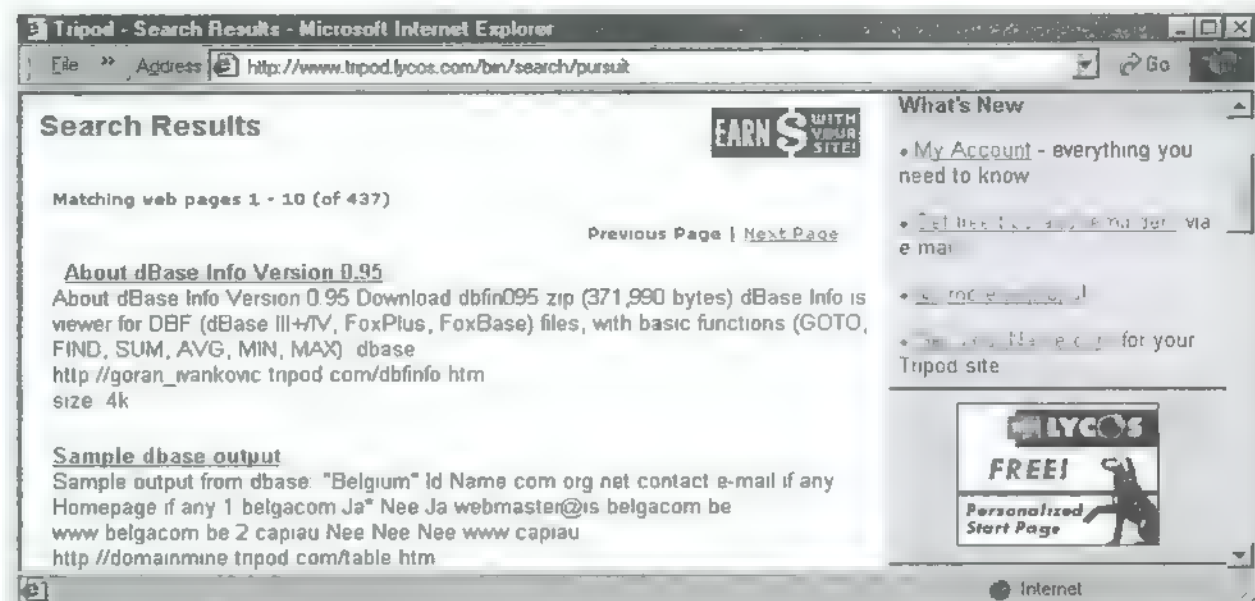 Tripod - Search Results - Microsoft Internet Explorer
File » Address http://www.tripod.lycos.com/bin/search/pursuit Go
Search Results
EARN $ WITH YOUR SITE!
Matching web pages 1 - 10 (of 437)
Previous Page | Next Page
About dBase Info Version 0.95
About dBase Info Version 0.95 Download dbfin095 zip (371,990 bytes) dBase Info is
viewer for DBF (dBase III+/IV, FoxPlus, FoxBase) files, with basic functions (GOTO,
FIND, SUM, AVG, MIN, MAX) dbase
http //goran_ivankovic tripod com/dbfinfo htm
size 4k
Sample dbase output
Sample output from dbase: "Belgium" Id Name com org net contact e-mail if any
Homepage if any 1 belgacom Ja* Nee Ja webmaster@is belgacom be
www belgacom be 2 capiau Nee Nee Nee www capiau
http //domainmine tripod com/table htm
What's New
• My Account - everything you
need to know
• via
e mail
•
• for your
Tripod site
LYCOS
FREE!
Personalized
Start Page
Internet